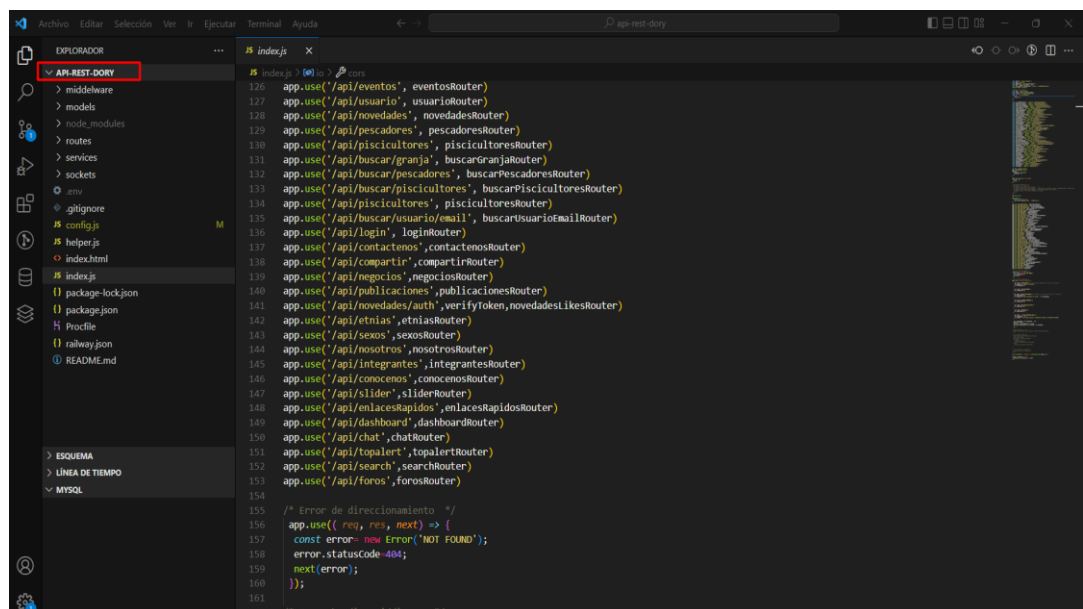 Archivo Editar Selección Ver Ir Ejecutar Terminal Ayuda
api-rest-dory
EXPLORADOR
API-REST-DORY
middelware
models
node_modules
routes
services
sockets
.env
.gitignore
config.js M
helper.js
index.html
index.js
package-lock.json
package.json
Procfile
railway.json
README.md
ESQUEMA
LÍNEA DE TIEMPO
MYSQL
JS index.js
JS index.js > io > cors
126 app.use('/api/eventos', eventosRouter)
127 app.use('/api/usuario', usuarioRouter)
128 app.use('/api/novedades', novedadesRouter)
129 app.use('/api/pescadores', pescadoresRouter)
130 app.use('/api/piscicultores', piscicultoresRouter)
131 app.use('/api/buscar/granja', buscarGranjaRouter)
132 app.use('/api/buscar/pescadores', buscarPescadoresRouter)
133 app.use('/api/buscar/piscicultores', buscarPiscicultoresRouter)
134 app.use('/api/piscicultores', piscicultoresRouter)
135 app.use('/api/buscar/usuario/email', buscarUsuarioEmailRouter)
136 app.use('/api/login', loginRouter)
137 app.use('/api/contactenos',contactenosRouter)
138 app.use('/api/compartir',compartirRouter)
139 app.use('/api/negocios',negociosRouter)
140 app.use('/api/publicaciones',publicacionesRouter)
141 app.use('/api/novedades/auth',verifyToken,novedadesLikesRouter)
142 app.use('/api/etnias',etniasRouter)
143 app.use('/api/sexos',sexosRouter)
144 app.use('/api/nosotros',nosotrosRouter)
145 app.use('/api/integrantes',integrantesRouter)
146 app.use('/api/conocenos',conocenosRouter)
147 app.use('/api/slider',sliderRouter)
148 app.use('/api/enlacesRapidos',enlacesRapidosRouter)
149 app.use('/api/dashboard',dashboardRouter)
150 app.use('/api/chat',chatRouter)
151 app.use('/api/topalert',topalertRouter)
152 app.use('/api/search',searchRouter)
153 app.use('/api/foros',forosRouter)
154
155 /* Error de direccionamiento */
156 app.use(( req, res, next) => {
157 const error= new Error('NOT FOUND');
158 error.statusCode=404;
159 next(error);
160 });
161